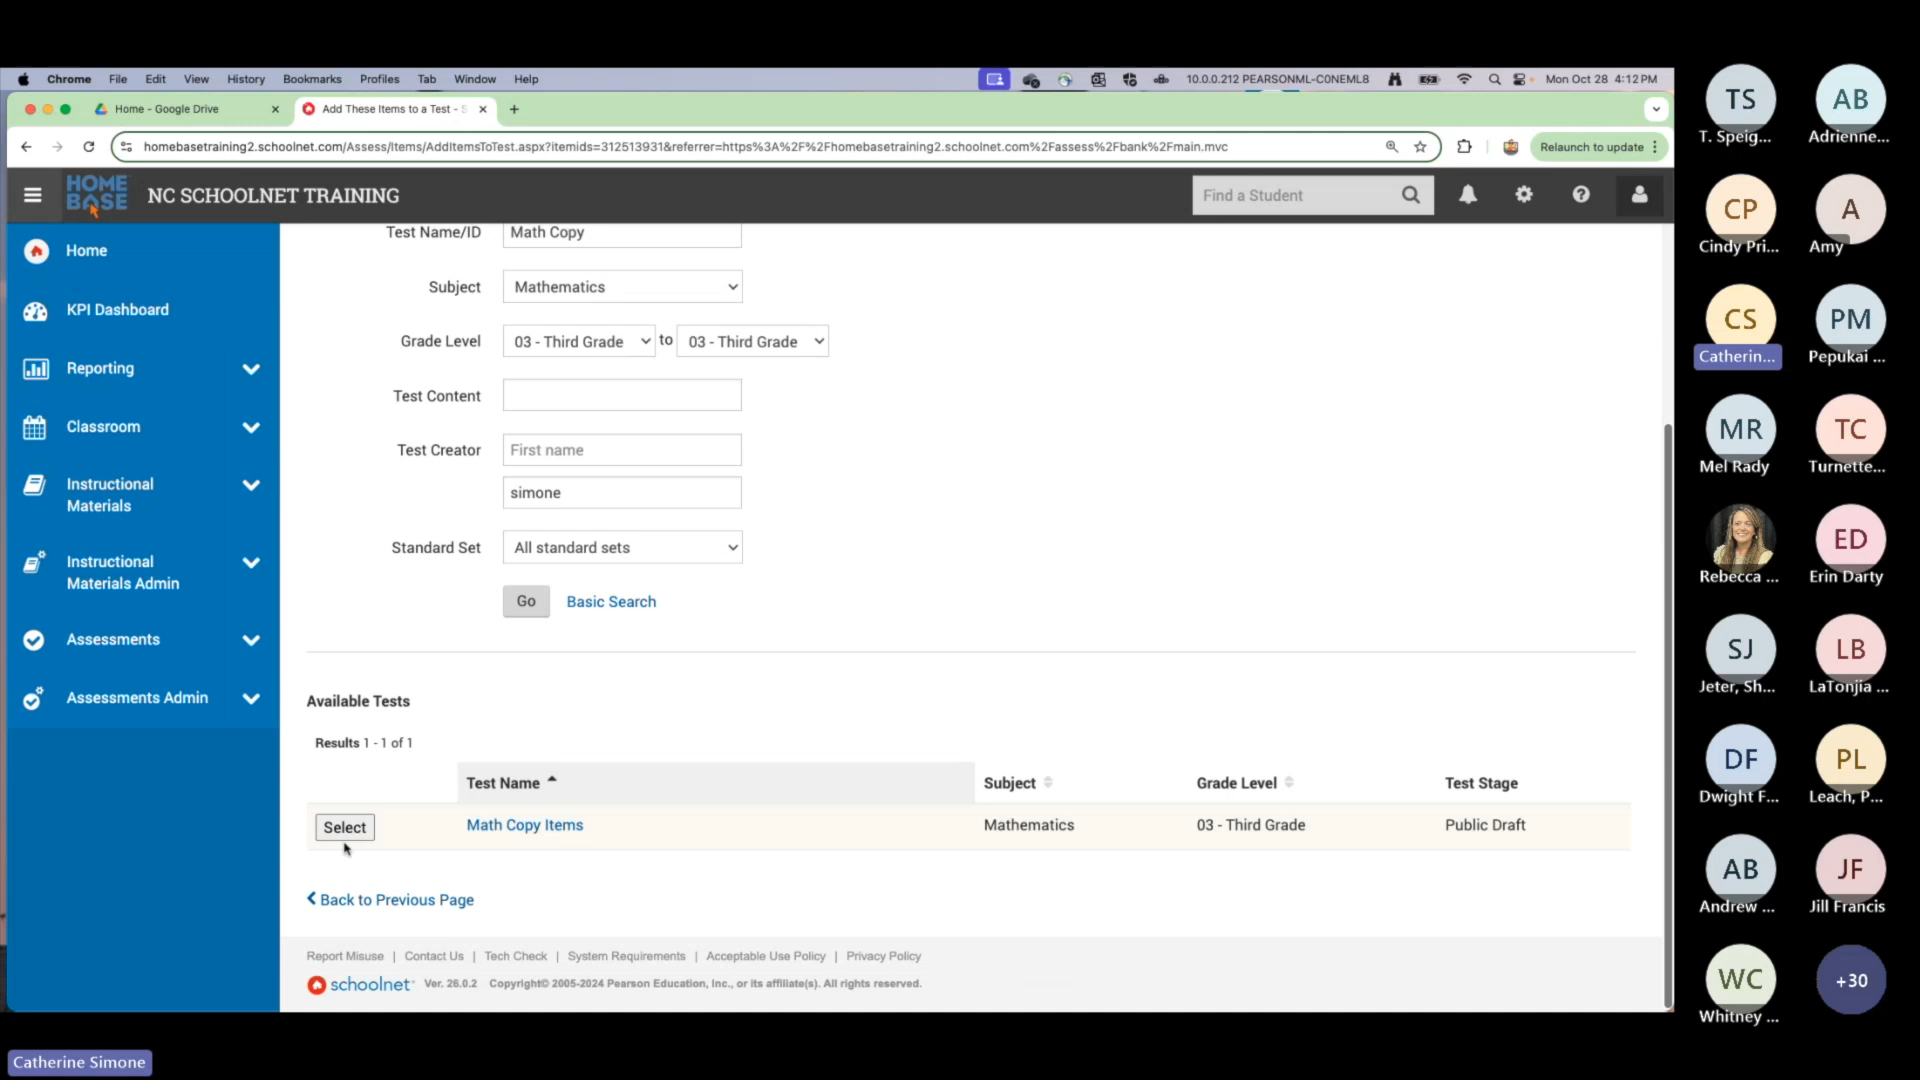 Chrome File Edit View History Bookmarks Profiles Tab Window Help 10.0.0.212 PEARSONML-C0NEML8 Mon Oct 28 4:12 PM
Home - Google Drive
Add These Items to a Test - S
homebasetraining2.schoolnet.com/Assess/Items/AddItemsToTest.aspx?itemids=312513931&referrer=https%3A%2F%2Fhomebasetraining2.schoolnet.com%2Fassess%2Fbank%2Fmain.mvc
Relaunch to update
HOME
BASE
NC SCHOOLNET TRAINING
Find a Student
Home
KPI Dashboard
Reporting
Classroom
Instructional
Materials
Instructional
Materials Admin
Assessments
Assessments Admin
Test Name/ID Math Copy
Subject Mathematics
Grade Level 03 - Third Grade to 03 - Third Grade
Test Content
Test Creator First name
simone
Standard Set All standard sets
Go Basic Search
Available Tests
Results 1 - 1 of 1
Test Name Subject Grade Level Test Stage
Select Math Copy Items Mathematics 03 - Third Grade Public Draft
Back to Previous Page
Report Misuse | Contact Us | Tech Check | System Requirements | Acceptable Use Policy | Privacy Policy
schoolnet Ver. 26.0.2 Copyright© 2005-2024 Pearson Education, Inc., or its affiliate(s). All rights reserved.
TS AB
T. Speig... Adrienne...
CP A
Cindy Pri... Amy
CS PM
Catherin... Pepukai ...
MR TC
Mel Rady Turnette...
ED
Rebecca ... Erin Darty
SJ LB
Jeter, Sh... LaTonjia ...
DF PL
Dwight F... Leach, P...
AB JF
Andrew ... Jill Francis
WC +30
Whitney ...
Catherine Simone